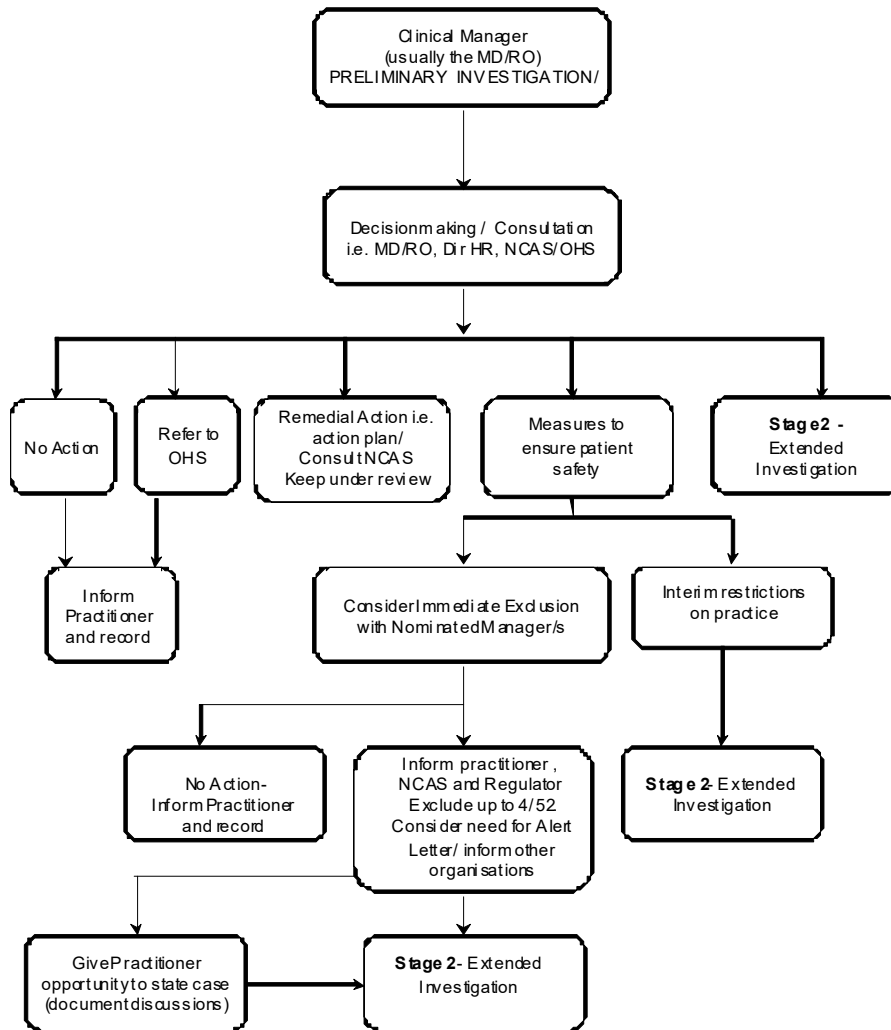 Clinical Manager
(usually the MD/RO)
PRELIMINARY INVESTIGATION/
Decisionmaking / Consultation
i.e. MD/RO, Dir HR, NCAS/OHS
No Action
Refer to
OHS
Remedial Action i.e.
action plan/
Consult NCAS
Keep under review
Measures to
ensure patient
safety
Stage 2 -
Extended
Investigation
Inform
Practitioner
and record
Consider Immediate Exclusion
with Nominated Manager/s
Interim restrictions
on practice
No Action-
Inform Practitioner
and record
Inform practitioner ,
NCAS and Regulator
Exclude up to 4/52.
Consider need for Alert
Letter/ inform other
organisations
Stage 2- Extended
Investigation
Give Practitioner
opportunity to state case
(document discussions)
Stage 2- Extended
Investigation